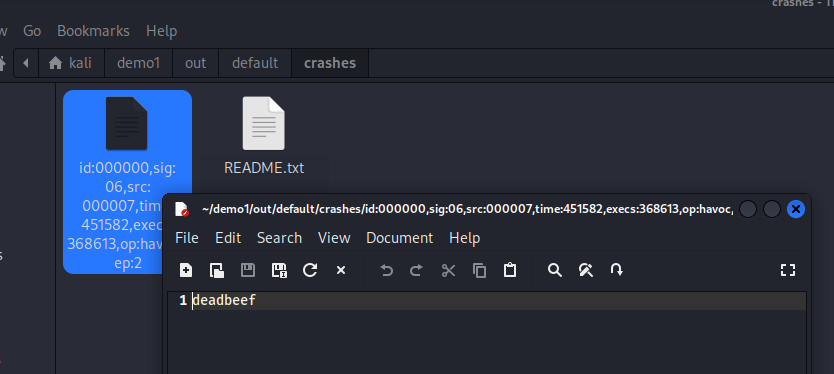 crashes - T
Go Bookmarks Help
kali demo1 out default crashes
id:000000,sig:
06,src:
000007,tim
451582,exec
368613,op:hav
ep:2
README.txt
~/demo1/out/default/crashes/id:000000,sig:06,src:000007,time:451582,execs:368613,op:havoc,
File Edit Search View Document Help
1 deadbeef